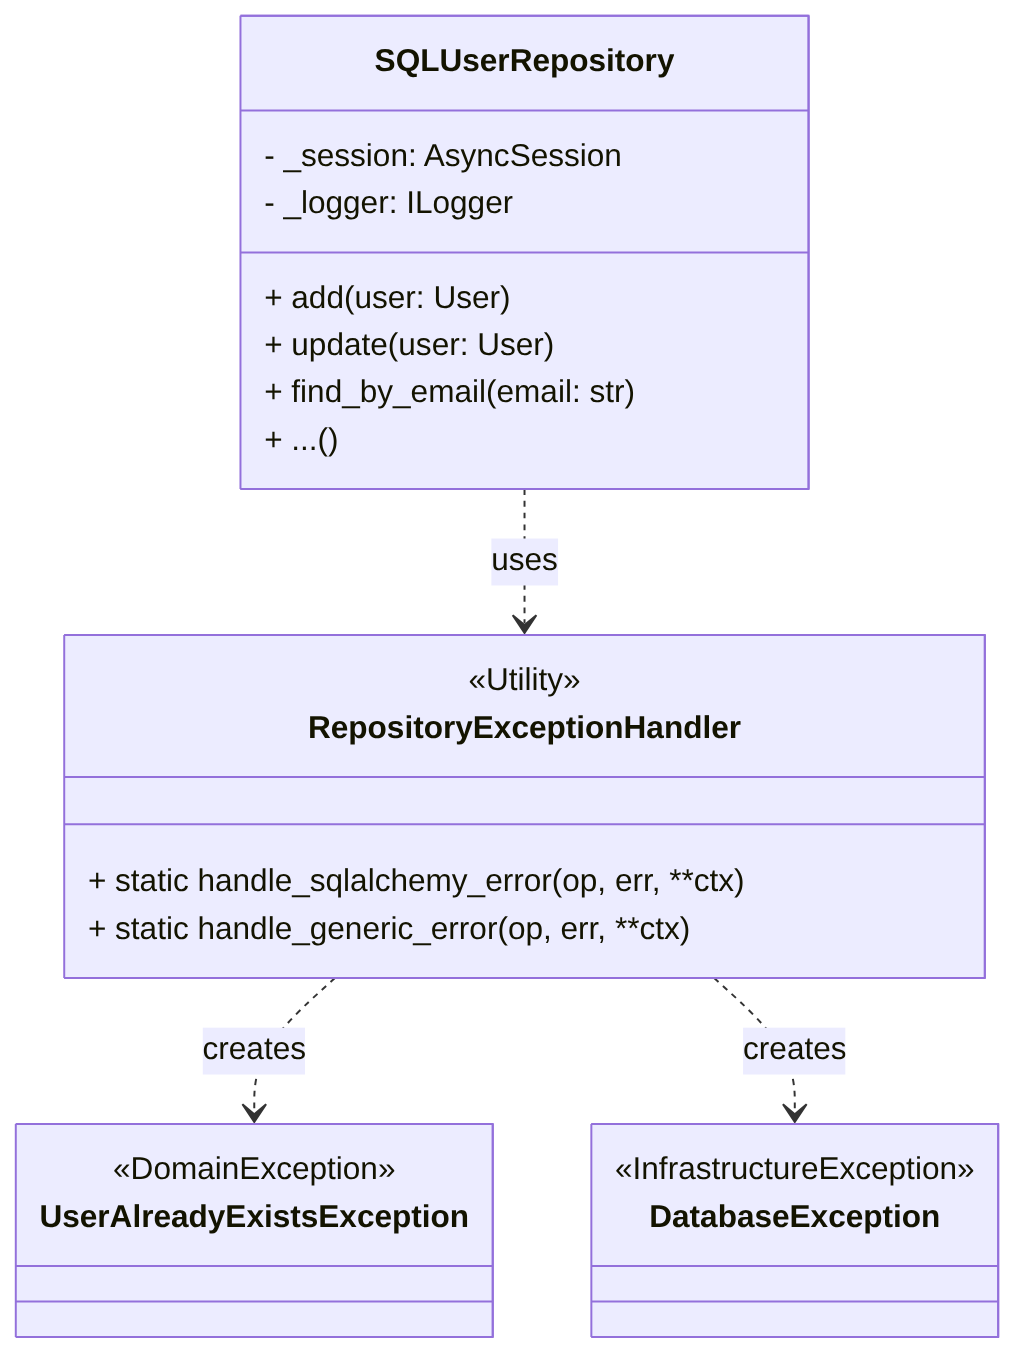 SQLUserRepository
- _session: AsyncSession
- _logger: ILogger
+ add(user: User)
+ update(user: User)
+ find_by_email(email: str)
+ ...()
uses
«Utility»
RepositoryExceptionHandler
+ static handle_sqlalchemy_error(op, err, **ctx)
+ static handle_generic_error(op, err, **ctx)
creates
creates
«DomainException»
UserAlreadyExistsException
«InfrastructureException»
DatabaseException